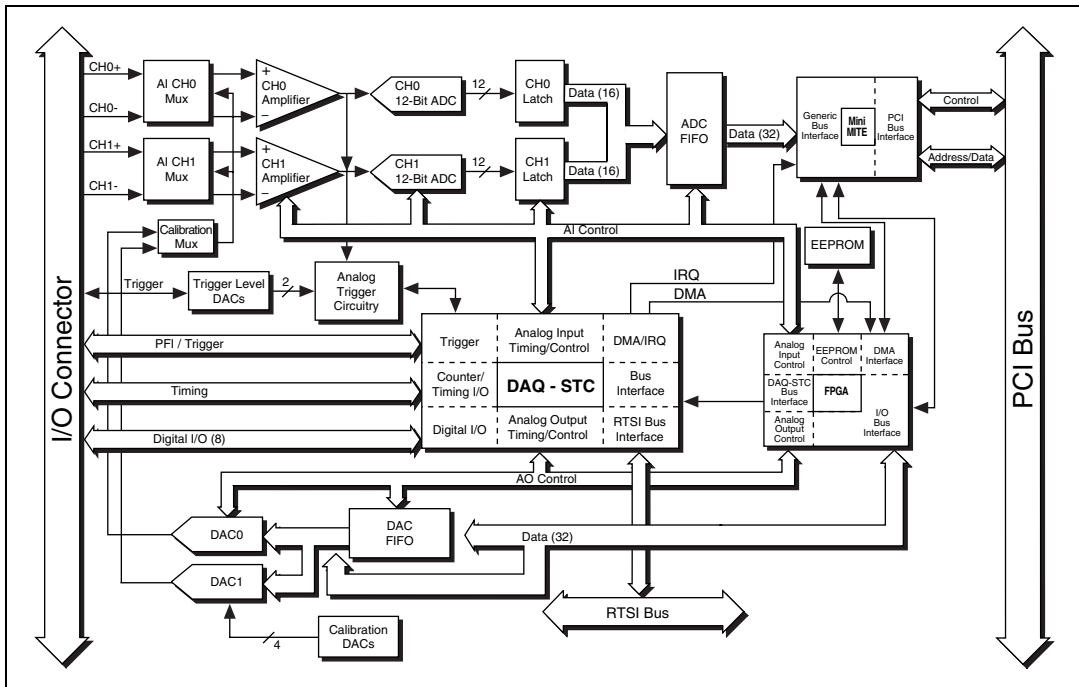 I/O Connector
PCI Bus
CH0+
CH0-
CH1+
CH1-
AI CH0
Mux
AI CH1
Mux
+
CH0
Amplifier
–
+
CH1
Amplifier
–
CH0
12-Bit ADC
CH1
12-Bit ADC
12
12
CH0
Latch
CH1
Latch
Data (16)
Data (16)
ADC
FIFO
Data (32)
Generic
Bus
Interface
Mini
MITE
PCI
Bus
Interface
Control
Address/Data
Calibration
Mux
AI Control
EEPROM
Trigger
Trigger Level
DACs
2
Analog
Trigger
Circuitry
IRQ
DMA
PFI / Trigger
Timing
Digital I/O (8)
Trigger
Analog Input
Timing/Control
DMA/IRQ
Counter/
Timing I/O
DAQ - STC
Bus
Interface
Digital I/O
Analog Output
Timing/Control
RTSI Bus
Interface
Analog
Input
Control
EEPROM
Control
DMA
Interface
DAQ-STC
Bus
Interface
FPGA
I/O
Bus
Interface
Analog
Output
Control
AO Control
DAC0
DAC
FIFO
Data (32)
DAC1
RTSI Bus
4
Calibration
DACs